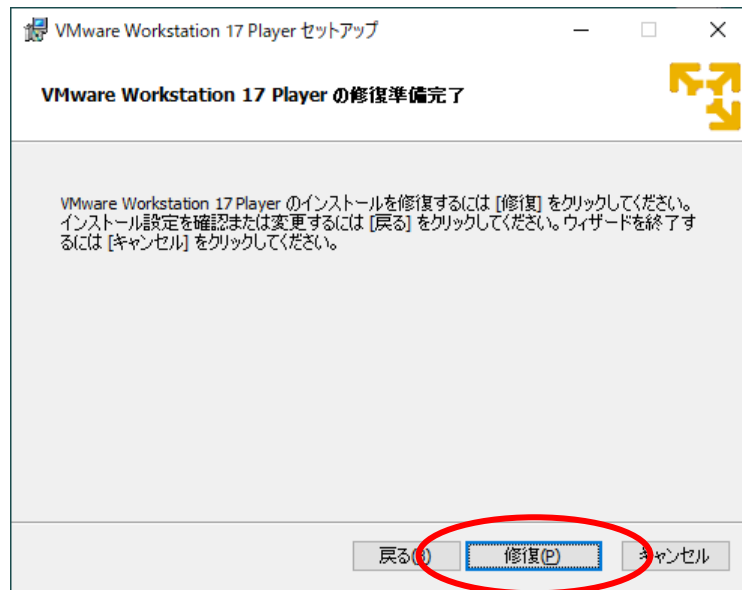 VMware Workstation 17 Player セットアップ
VMware Workstation 17 Player の修復準備完了
VMware Workstation 17 Player のインストールを修復するには [修復] をクリックしてください。
インストール設定を確認または変更するには [戻る] をクリックしてください。ウィザードを終了す
るには [キャンセル] をクリックしてください。
戻る(B) 修復(P) キャンセル